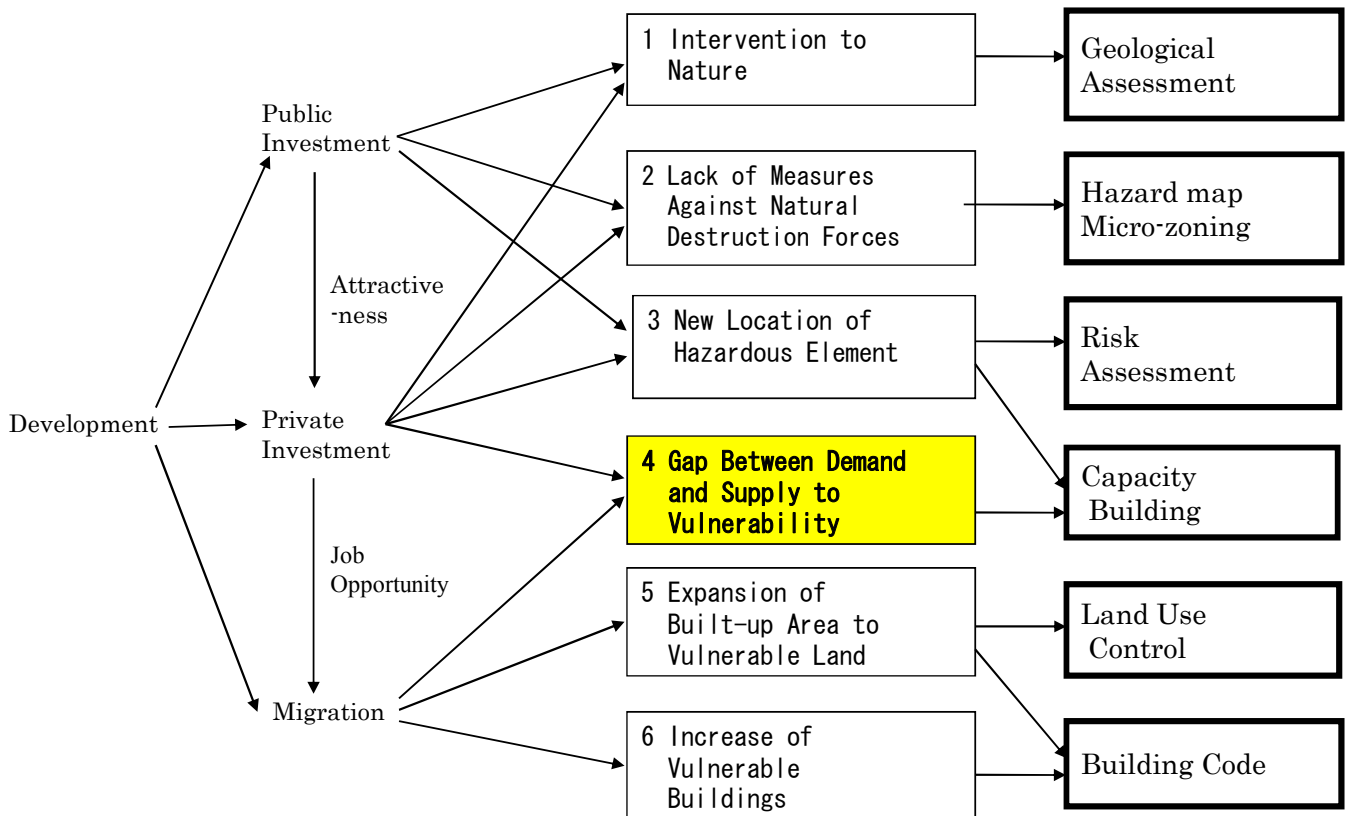 Development
Public
Investment
Attractive
-ness
Private
Investment
Job
Opportunity
Migration
1 Intervention to
Nature
2 Lack of Measures
Against Natural
Destruction Forces
3 New Location of
Hazardous Element
4 Gap Between Demand
and Supply to
Vulnerability
5 Expansion of
Built-up Area to
Vulnerable Land
6 Increase of
Vulnerable
Buildings
Geological
Assessment
Hazard map
Micro-zoning
Risk
Assessment
Capacity
Building
Land Use
Control
Building Code